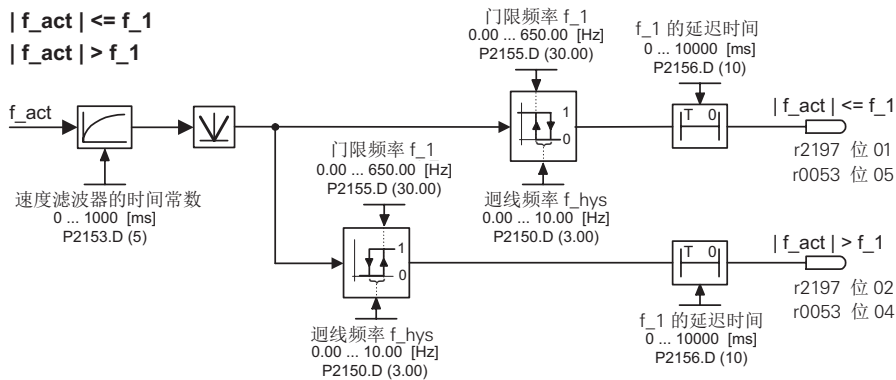 | f_act | <= f_1
| f_act | > f_1
f_act
速度滤波器的时间常数
0 ... 1000 [ms]
P2153.D (5)
门限频率 f_1
0.00 ... 650.00 [Hz]
P2155.D (30.00)
1
0
迥线频率 f_hys
0.00 ... 10.00 [Hz]
P2150.D (3.00)
f_1 的延迟时间
0 ... 10000 [ms]
P2156.D (10)
T 0
| f_act | <= f_1
r2197 位 01
r0053 位 05
门限频率 f_1
0.00 ... 650.00 [Hz]
P2155.D (30.00)
1
0
迥线频率 f_hys
0.00 ... 10.00 [Hz]
P2150.D (3.00)
T 0
f_1 的延迟时间
0 ... 10000 [ms]
P2156.D (10)
| f_act | > f_1
r2197 位 02
r0053 位 04